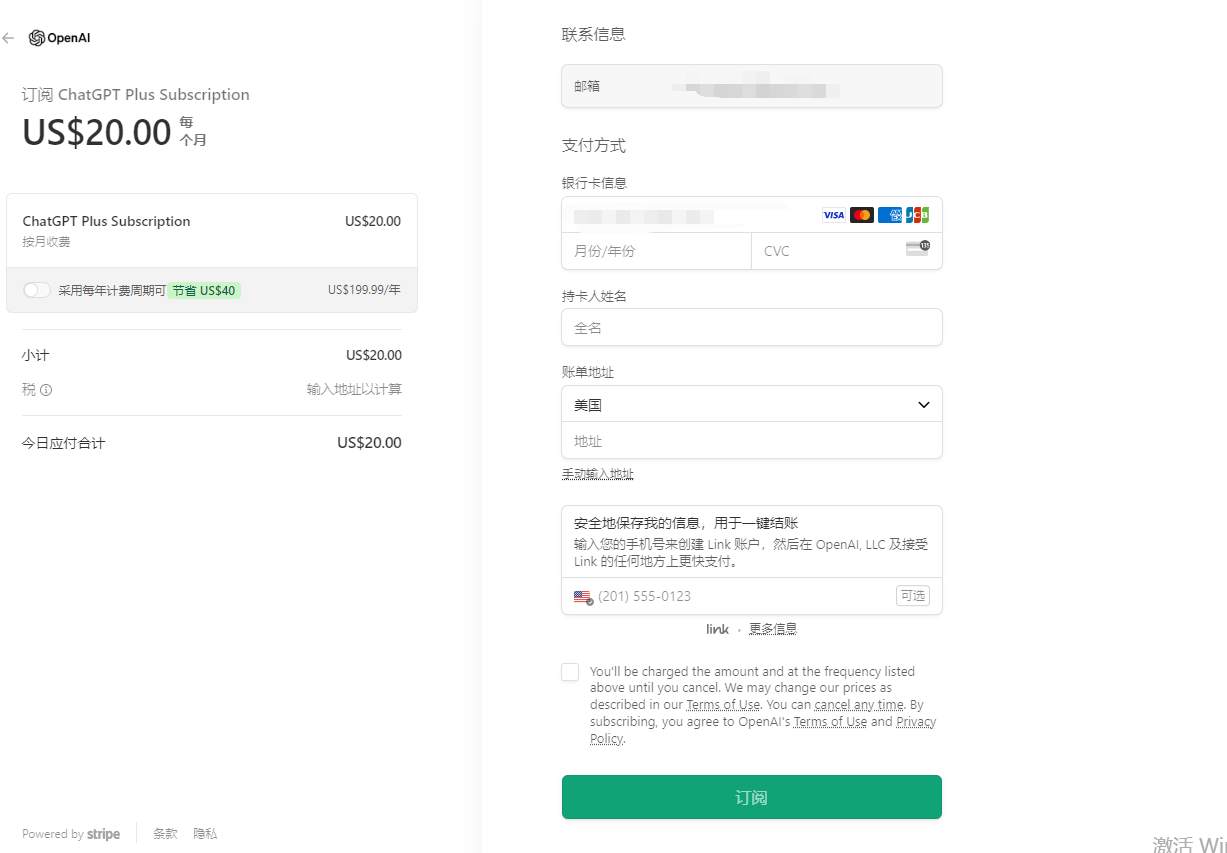 OpenAI
订阅 ChatGPT Plus Subscription
US$20.00 每
个月
ChatGPT Plus Subscription US$20.00
按月收费
采用每年计费周期可 节省 US$40 US$199.99/年
小计 US$20.00
税 输入地址以计算
今日应付合计 US$20.00
Powered by stripe 条款 隐私
联系信息
邮箱
支付方式
银行卡信息
VISA JCB
月份/年份 CVC 135
持卡人姓名
全名
账单地址
美国
地址
手动输入地址
安全地保存我的信息，用于一键结账
输入您的手机号来创建 Link 账户，然后在 OpenAI, LLC 及接受
Link 的任何地方上更快支付。
(201) 555-0123 可选
link · 更多信息
You'll be charged the amount and at the frequency listed
above until you cancel. We may change our prices as
described in our Terms of Use. You can cancel any time. By
subscribing, you agree to OpenAI's Terms of Use and Privacy
Policy.
订阅
激活 Win